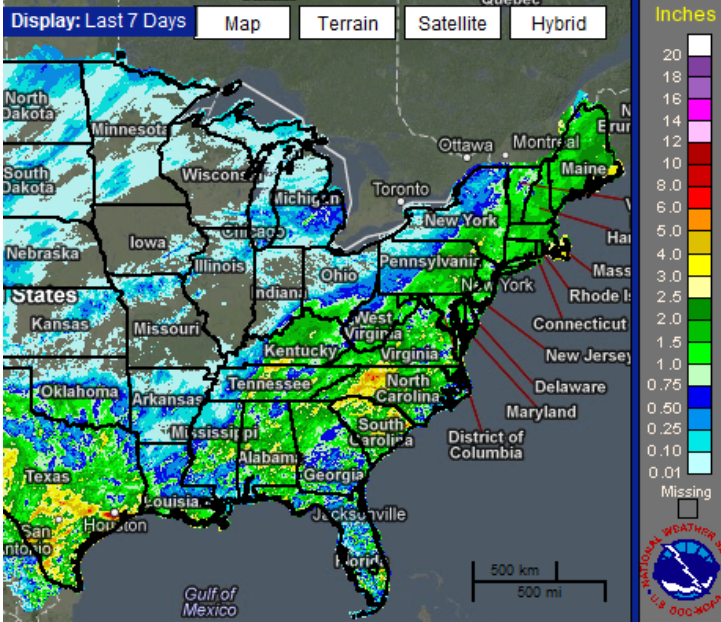 Quebec
Display: Last 7 Days
Map
Terrain
Satellite
Hybrid
Inches
20
18
16
14
12
10
8.0
6.0
5.0
4.0
3.0
2.5
2.0
1.5
1.0
0.75
0.50
0.25
0.10
0.01
Missing
North
Dakota
Minnesota
Ottawa
Montreal
South
Dakota
Wiscons
Michigan
Toronto
Maine
New York
Nebraska
Iowa
Chicago
Illinois
Indiana
Ohio
Pennsylvania
New York
Mass
Rhode Is
States
Kansas
Missouri
West
Virginia
Kentucky
Virginia
Connecticut
New Jersey
Oklahoma
Arkansas
Tennessee
North
Carolina
Delaware
Maryland
Mississippi
Alabama
Georgia
South
Carolina
District of
Columbia
Texas
Louisia
Houston
San
ntonio
Jacksonville
Florida
Gulf of
Mexico
500 km
500 mi